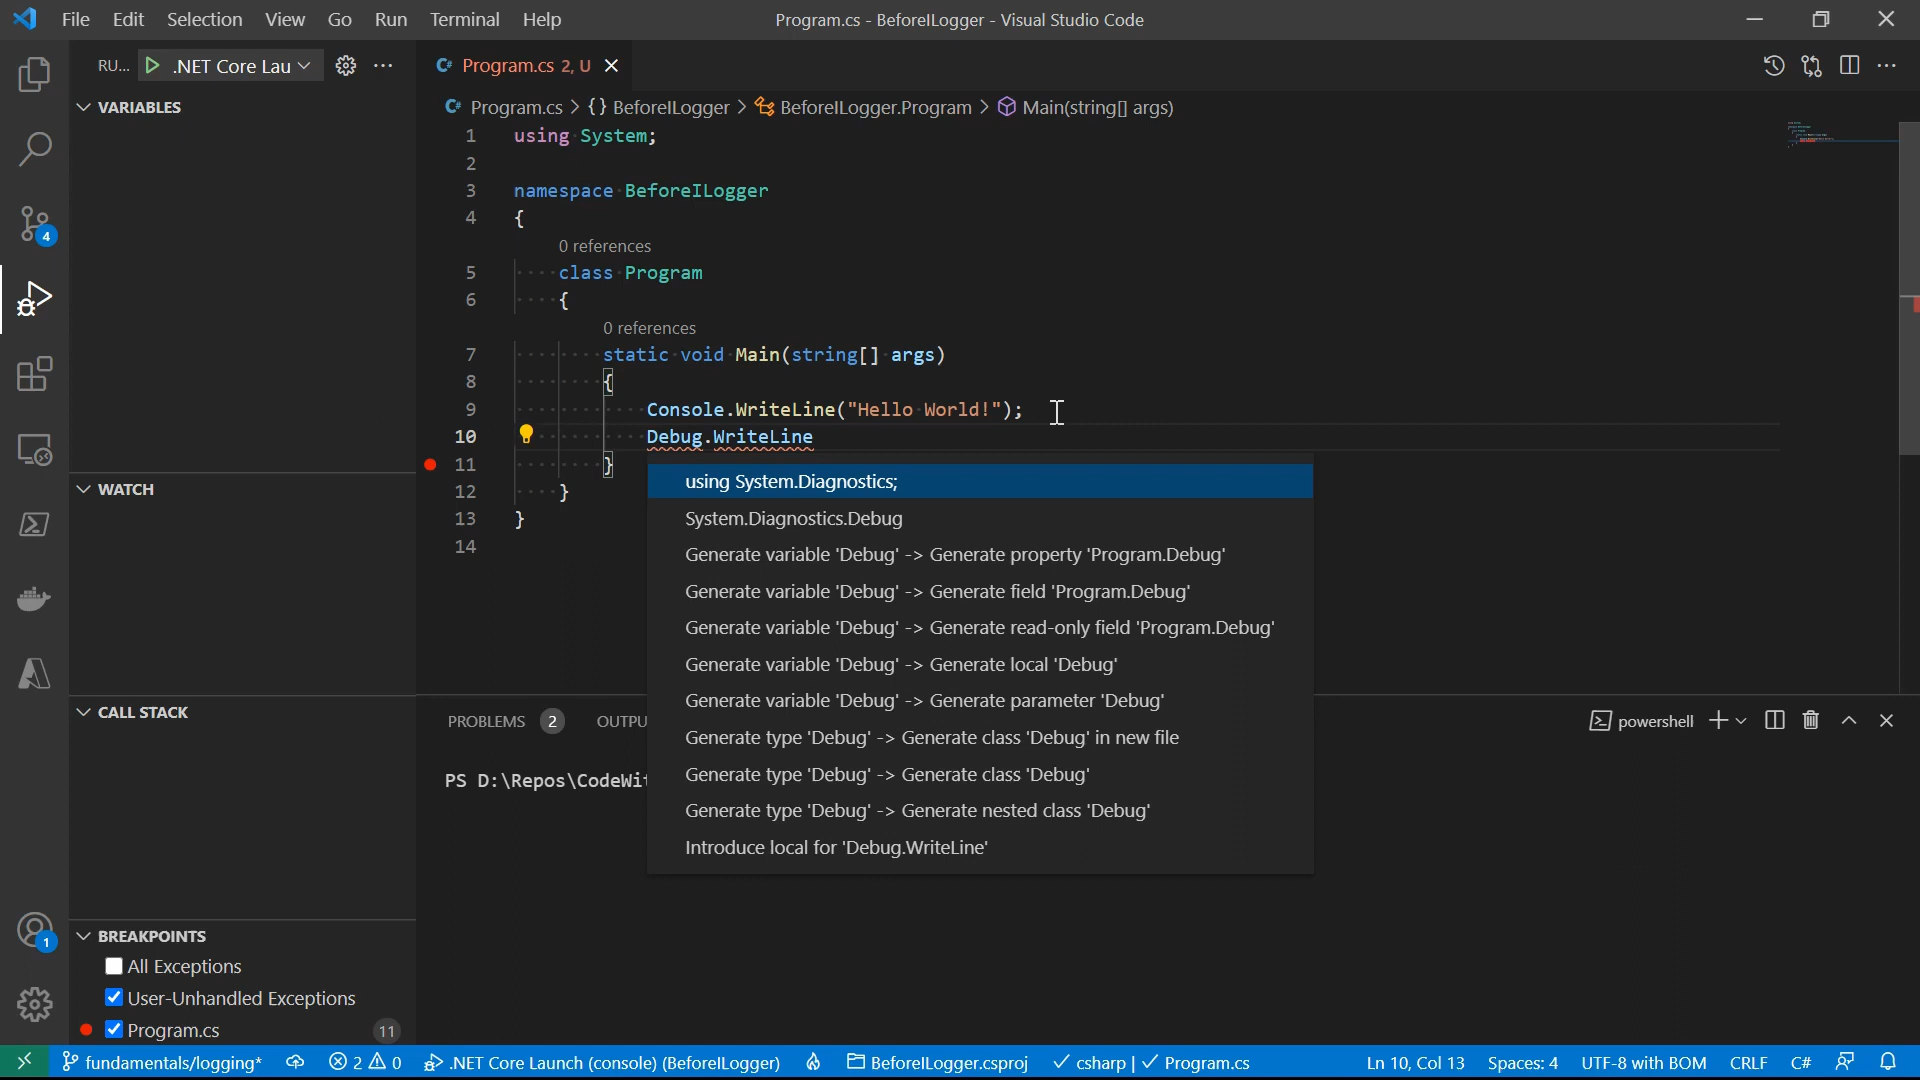 File Edit Selection View Go Run Terminal Help
Program.cs - BeforeILogger - Visual Studio Code
RU... .NET Core Lau
Program.cs 2, U
VARIABLES
Program.cs > {} BeforeILogger > BeforeILogger.Program > Main(string[] args)
1 using System;
2
3 namespace BeforeILogger
4 {
0 references
5 class Program
6 {
0 references
7 static void Main(string[] args)
8 {
9 Console.WriteLine("Hello World!");
10 Debug.WriteLine
11 }
12 }
13 }
14
using System.Diagnostics;
System.Diagnostics.Debug
Generate variable 'Debug' -> Generate property 'Program.Debug'
Generate variable 'Debug' -> Generate field 'Program.Debug'
Generate variable 'Debug' -> Generate read-only field 'Program.Debug'
Generate variable 'Debug' -> Generate local 'Debug'
Generate variable 'Debug' -> Generate parameter 'Debug'
Generate type 'Debug' -> Generate class 'Debug' in new file
Generate type 'Debug' -> Generate class 'Debug'
Generate type 'Debug' -> Generate nested class 'Debug'
Introduce local for 'Debug.WriteLine'
4
WATCH
CALL STACK
PROBLEMS 2 OUTPU
powershell
PS D:\Repos\CodeWit
BREAKPOINTS
All Exceptions
User-Unhandled Exceptions
Program.cs 11
1
fundamentals/logging* 2 0 .NET Core Launch (console) (BeforeILogger) BeforeILogger.csproj csharp | Program.cs Ln 10, Col 13 Spaces: 4 UTF-8 with BOM CRLF C#